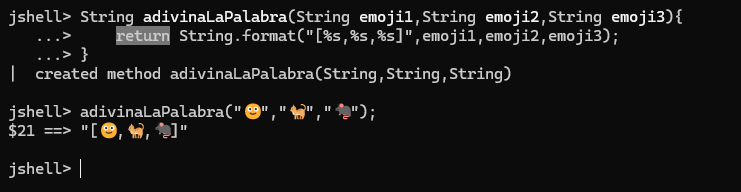 jshell> String adivinaLaPalabra(String emoji1,String emoji2,String emoji3){
   ...>     return String.format("[%s,%s,%s]",emoji1,emoji2,emoji3);
   ...> }
|  created method adivinaLaPalabra(String,String,String)
jshell> adivinaLaPalabra("🙂","🐈","🐀");
$21 ==> "[🙂,🐈,🐀]"
jshell>